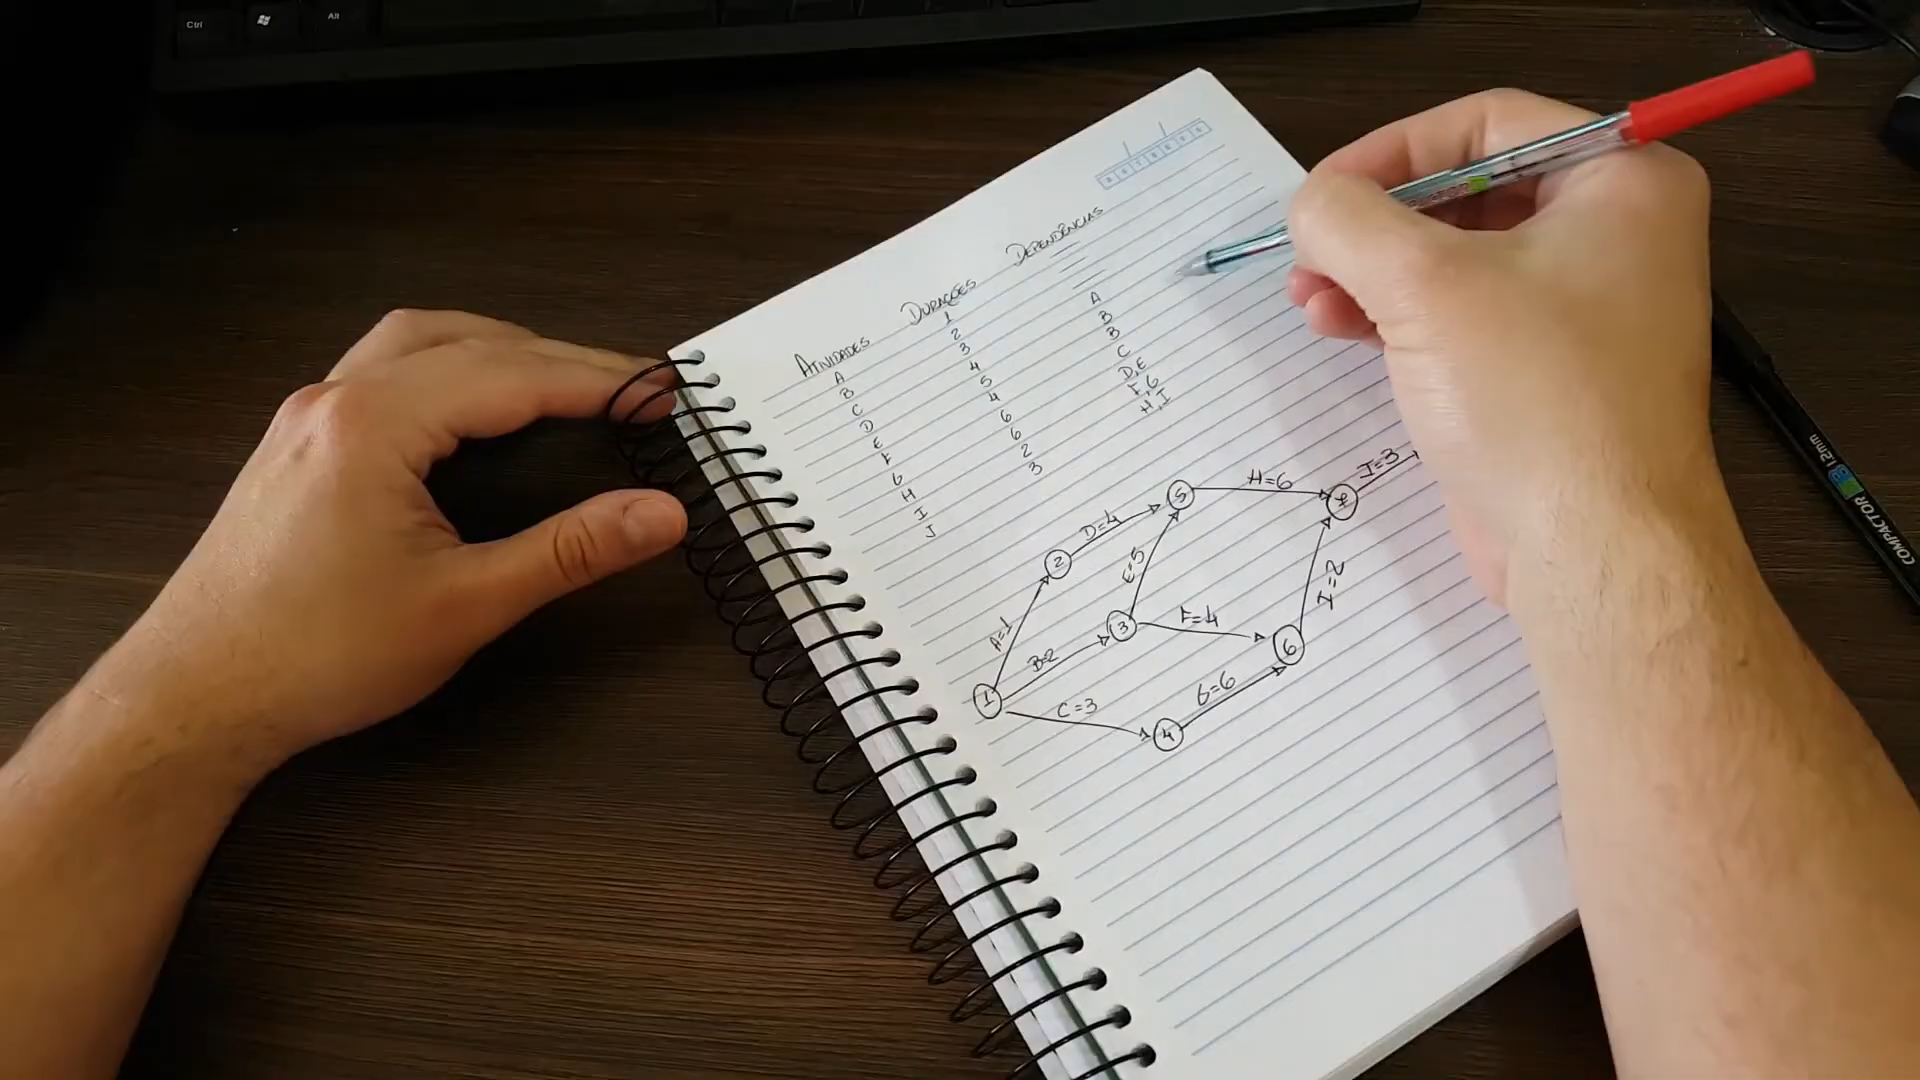 Ctrl
Alt
ATIVIDADES DURAÇÕES DEPENDÊNCIAS
A 1 —
B 2 —
C 3 —
D 4 A
E 5 B
F 4 B
G 6 C
H 6 D,E
I 2 F,G
J 3 H,I
J=3
H=6
5
7
D=4
2
E=5
I=2
A=1
3
F=4
6
B=2
1
C=3
G=6
4
COMPACTOR
1.2mm